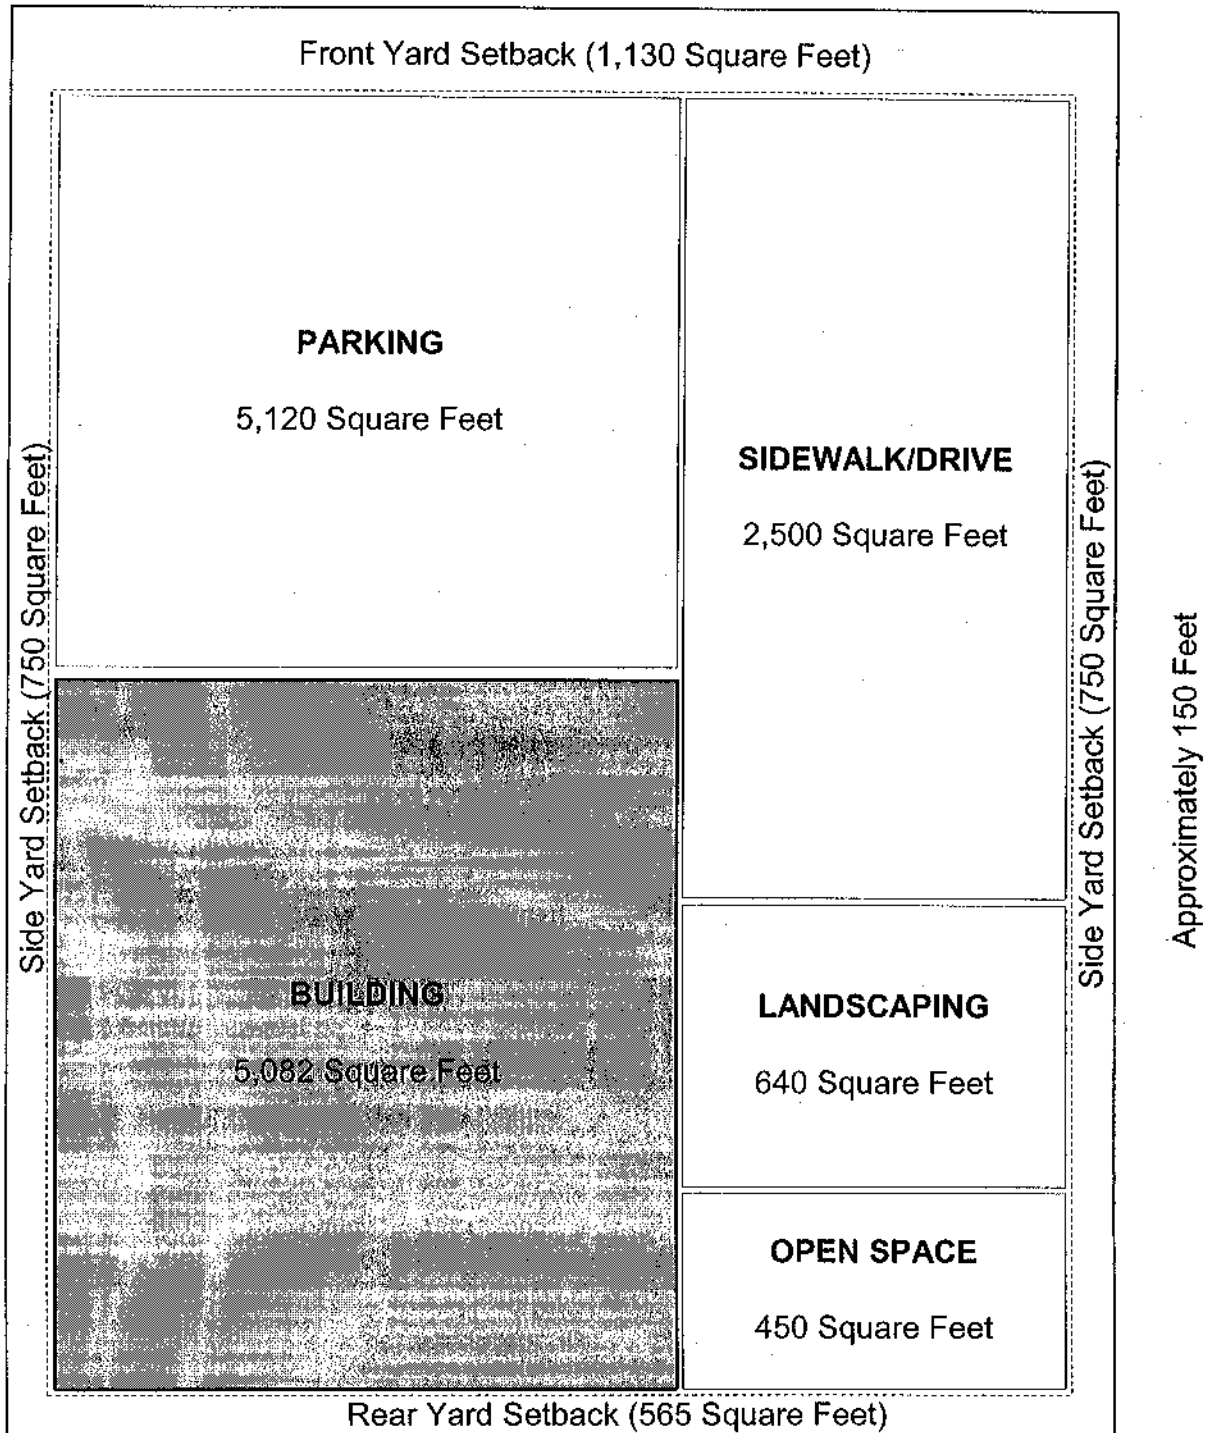 Front Yard Setback (1,130 Square Feet)
PARKING
5,120 Square Feet
SIDEWALK/DRIVE
2,500 Square Feet
Side Yard Setback (750 Square Feet)
Side Yard Setback (750 Square Feet)
Approximately 150 Feet
BUILDING
5,082 Square Feet
LANDSCAPING
640 Square Feet
OPEN SPACE
450 Square Feet
Rear Yard Setback (565 Square Feet)